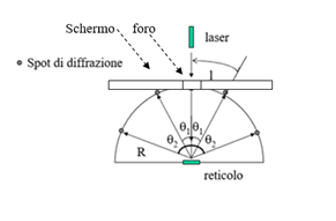 Schermo foro
laser
Spot di diffrazione
l
θ1 θ1
θ2 θ2
R
reticolo